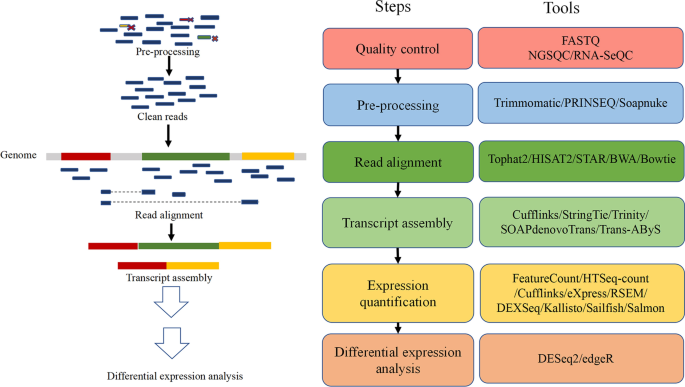 Pre-processing
Clean reads
Genome
Read alignment
Transcript assembly
Differential expression analysis
Steps
Tools
Quality control
FASTQ
NGSQC/RNA-SeQC
Pre-processing
Trimmomatic/PRINSEQ/Soapnuke
Read alignment
Tophat2/HISAT2/STAR/BWA/Bowtie
Transcript assembly
Cufflinks/StringTie/Trinity/
SOAPdenovoTrans/Trans-AByS
Expression
quantification
FeatureCount/HTSeq-count
/Cufflinks/eXpress/RSEM/
DEXSeq/Kallisto/Sailfish/Salmon
Differential expression
analysis
DESeq2/edgeR